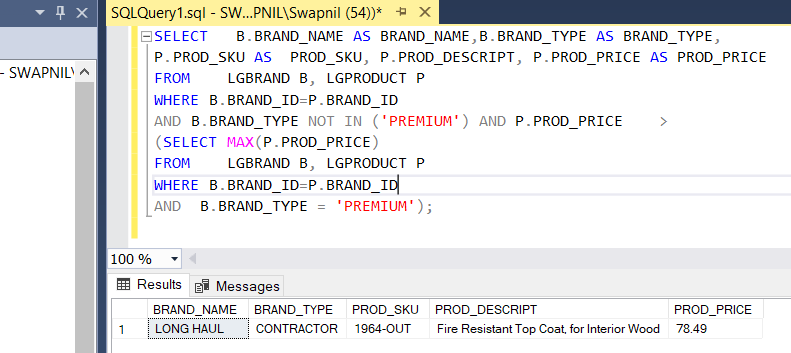 SQLQuery1.sql - SW...PNIL\Swapnil (54))*
- SWAPNIL\
SELECT B.BRAND_NAME AS BRAND_NAME,B.BRAND_TYPE AS BRAND_TYPE,
P.PROD_SKU AS PROD_SKU, P.PROD_DESCRIPT, P.PROD_PRICE AS PROD_PRICE
FROM LGBRAND B, LGPRODUCT P
WHERE B.BRAND_ID=P.BRAND_ID
AND B.BRAND_TYPE NOT IN ('PREMIUM') AND P.PROD_PRICE >
(SELECT MAX(P.PROD_PRICE)
FROM LGBRAND B, LGPRODUCT P
WHERE B.BRAND_ID=P.BRAND_ID
AND B.BRAND_TYPE = 'PREMIUM');
100 %
Results Messages
BRAND_NAME BRAND_TYPE PROD_SKU PROD_DESCRIPT PROD_PRICE
1 LONG HAUL CONTRACTOR 1964-OUT Fire Resistant Top Coat, for Interior Wood 78.49